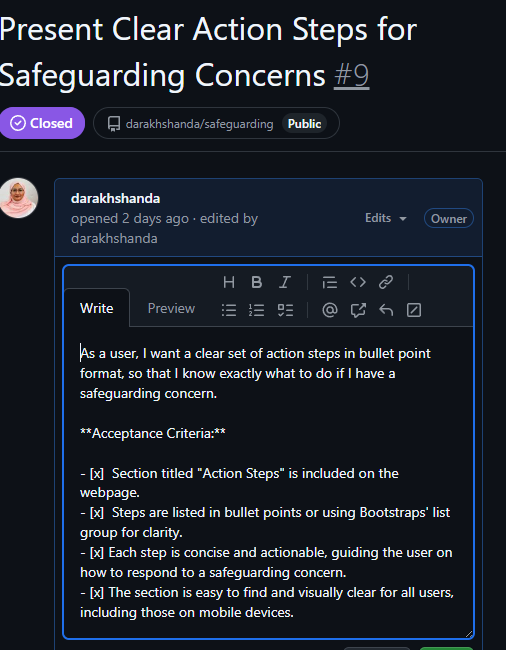 Present Clear Action Steps for
Safeguarding Concerns #9
Closed
darakhshanda/safeguarding Public
darakhshanda
opened 2 days ago · edited by
darakhshanda
Edits
Owner
H B I
Write Preview
As a user, I want a clear set of action steps in bullet point
format, so that I know exactly what to do if I have a
safeguarding concern.
**Acceptance Criteria:**
- [x]  Section titled "Action Steps" is included on the
webpage.
- [x]  Steps are listed in bullet points or using Bootstraps' list
group for clarity.
- [x] Each step is concise and actionable, guiding the user on
how to respond to a safeguarding concern.
- [x] The section is easy to find and visually clear for all users,
including those on mobile devices.